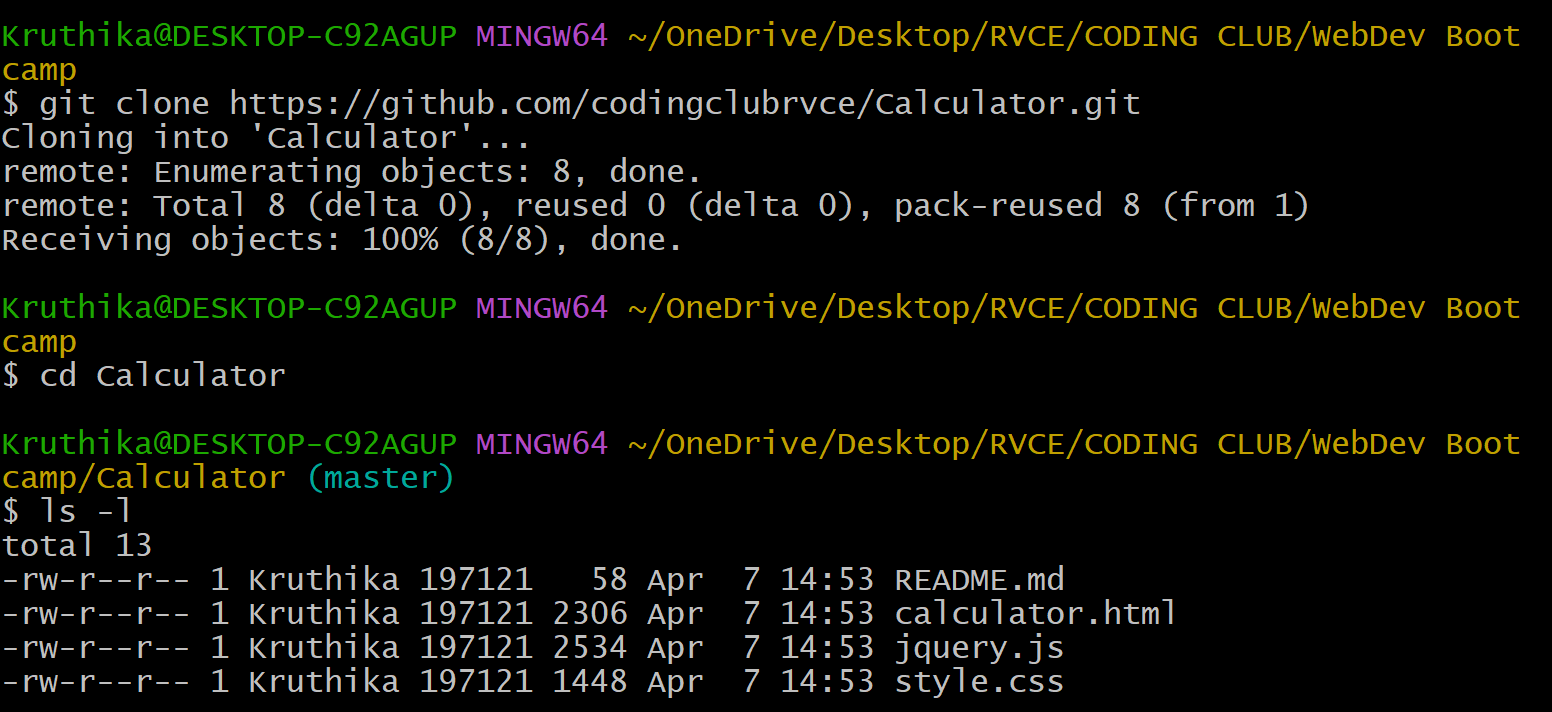 Kruthika@DESKTOP-C92AGUP MINGW64 ~/OneDrive/Desktop/RVCE/CODING CLUB/WebDev Boot
camp
$ git clone https://github.com/codingclubrvce/Calculator.git
Cloning into 'Calculator'...
remote: Enumerating objects: 8, done.
remote: Total 8 (delta 0), reused 0 (delta 0), pack-reused 8 (from 1)
Receiving objects: 100% (8/8), done.
Kruthika@DESKTOP-C92AGUP MINGW64 ~/OneDrive/Desktop/RVCE/CODING CLUB/WebDev Boot
camp
$ cd Calculator
Kruthika@DESKTOP-C92AGUP MINGW64 ~/OneDrive/Desktop/RVCE/CODING CLUB/WebDev Boot
camp/Calculator (master)
$ ls -l
total 13
-rw-r--r-- 1 Kruthika 197121   58 Apr  7 14:53 README.md
-rw-r--r-- 1 Kruthika 197121 2306 Apr  7 14:53 calculator.html
-rw-r--r-- 1 Kruthika 197121 2534 Apr  7 14:53 jquery.js
-rw-r--r-- 1 Kruthika 197121 1448 Apr  7 14:53 style.css